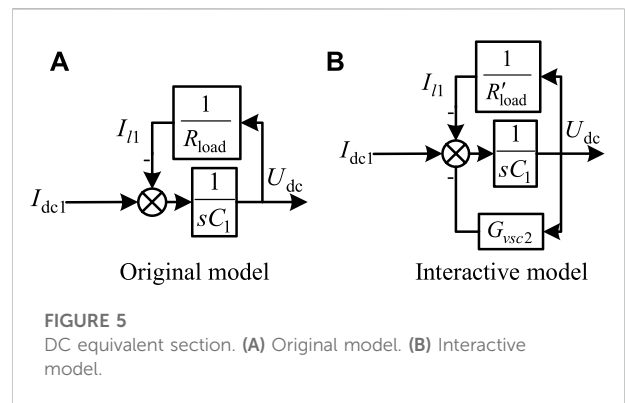 A
1
R_load
I_l1
-
U_dc
I_dc1
1
sC_1
Original model
B
1
R'_load
I_l1
-
U_dc
I_dc1
1
sC_1
-
G_vsc2
Interactive model
FIGURE 5
DC equivalent section. (A) Original model. (B) Interactive
model.